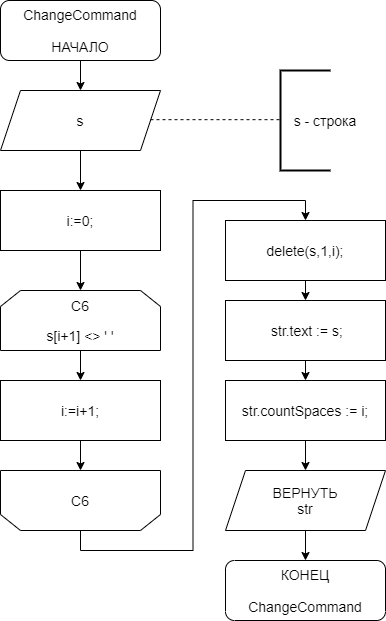 ChangeCommand
НАЧАЛО
s
s - строка
i:=0;
C6
s[i+1] <> ' '
i:=i+1;
C6
delete(s,1,i);
str.text := s;
str.countSpaces := i;
ВЕРНУТЬ
str
КОНЕЦ
ChangeCommand